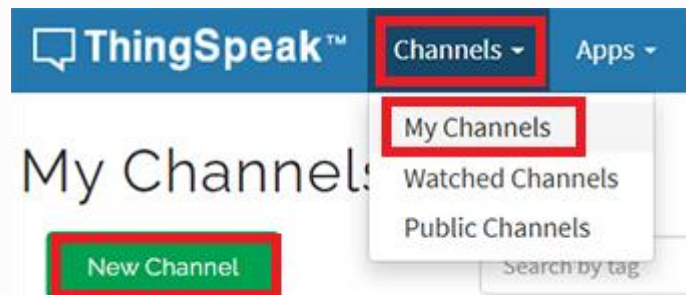 ThingSpeak™ Channels Apps
My Channels
My Channels
Watched Channels
Public Channels
New Channel
Search by tag